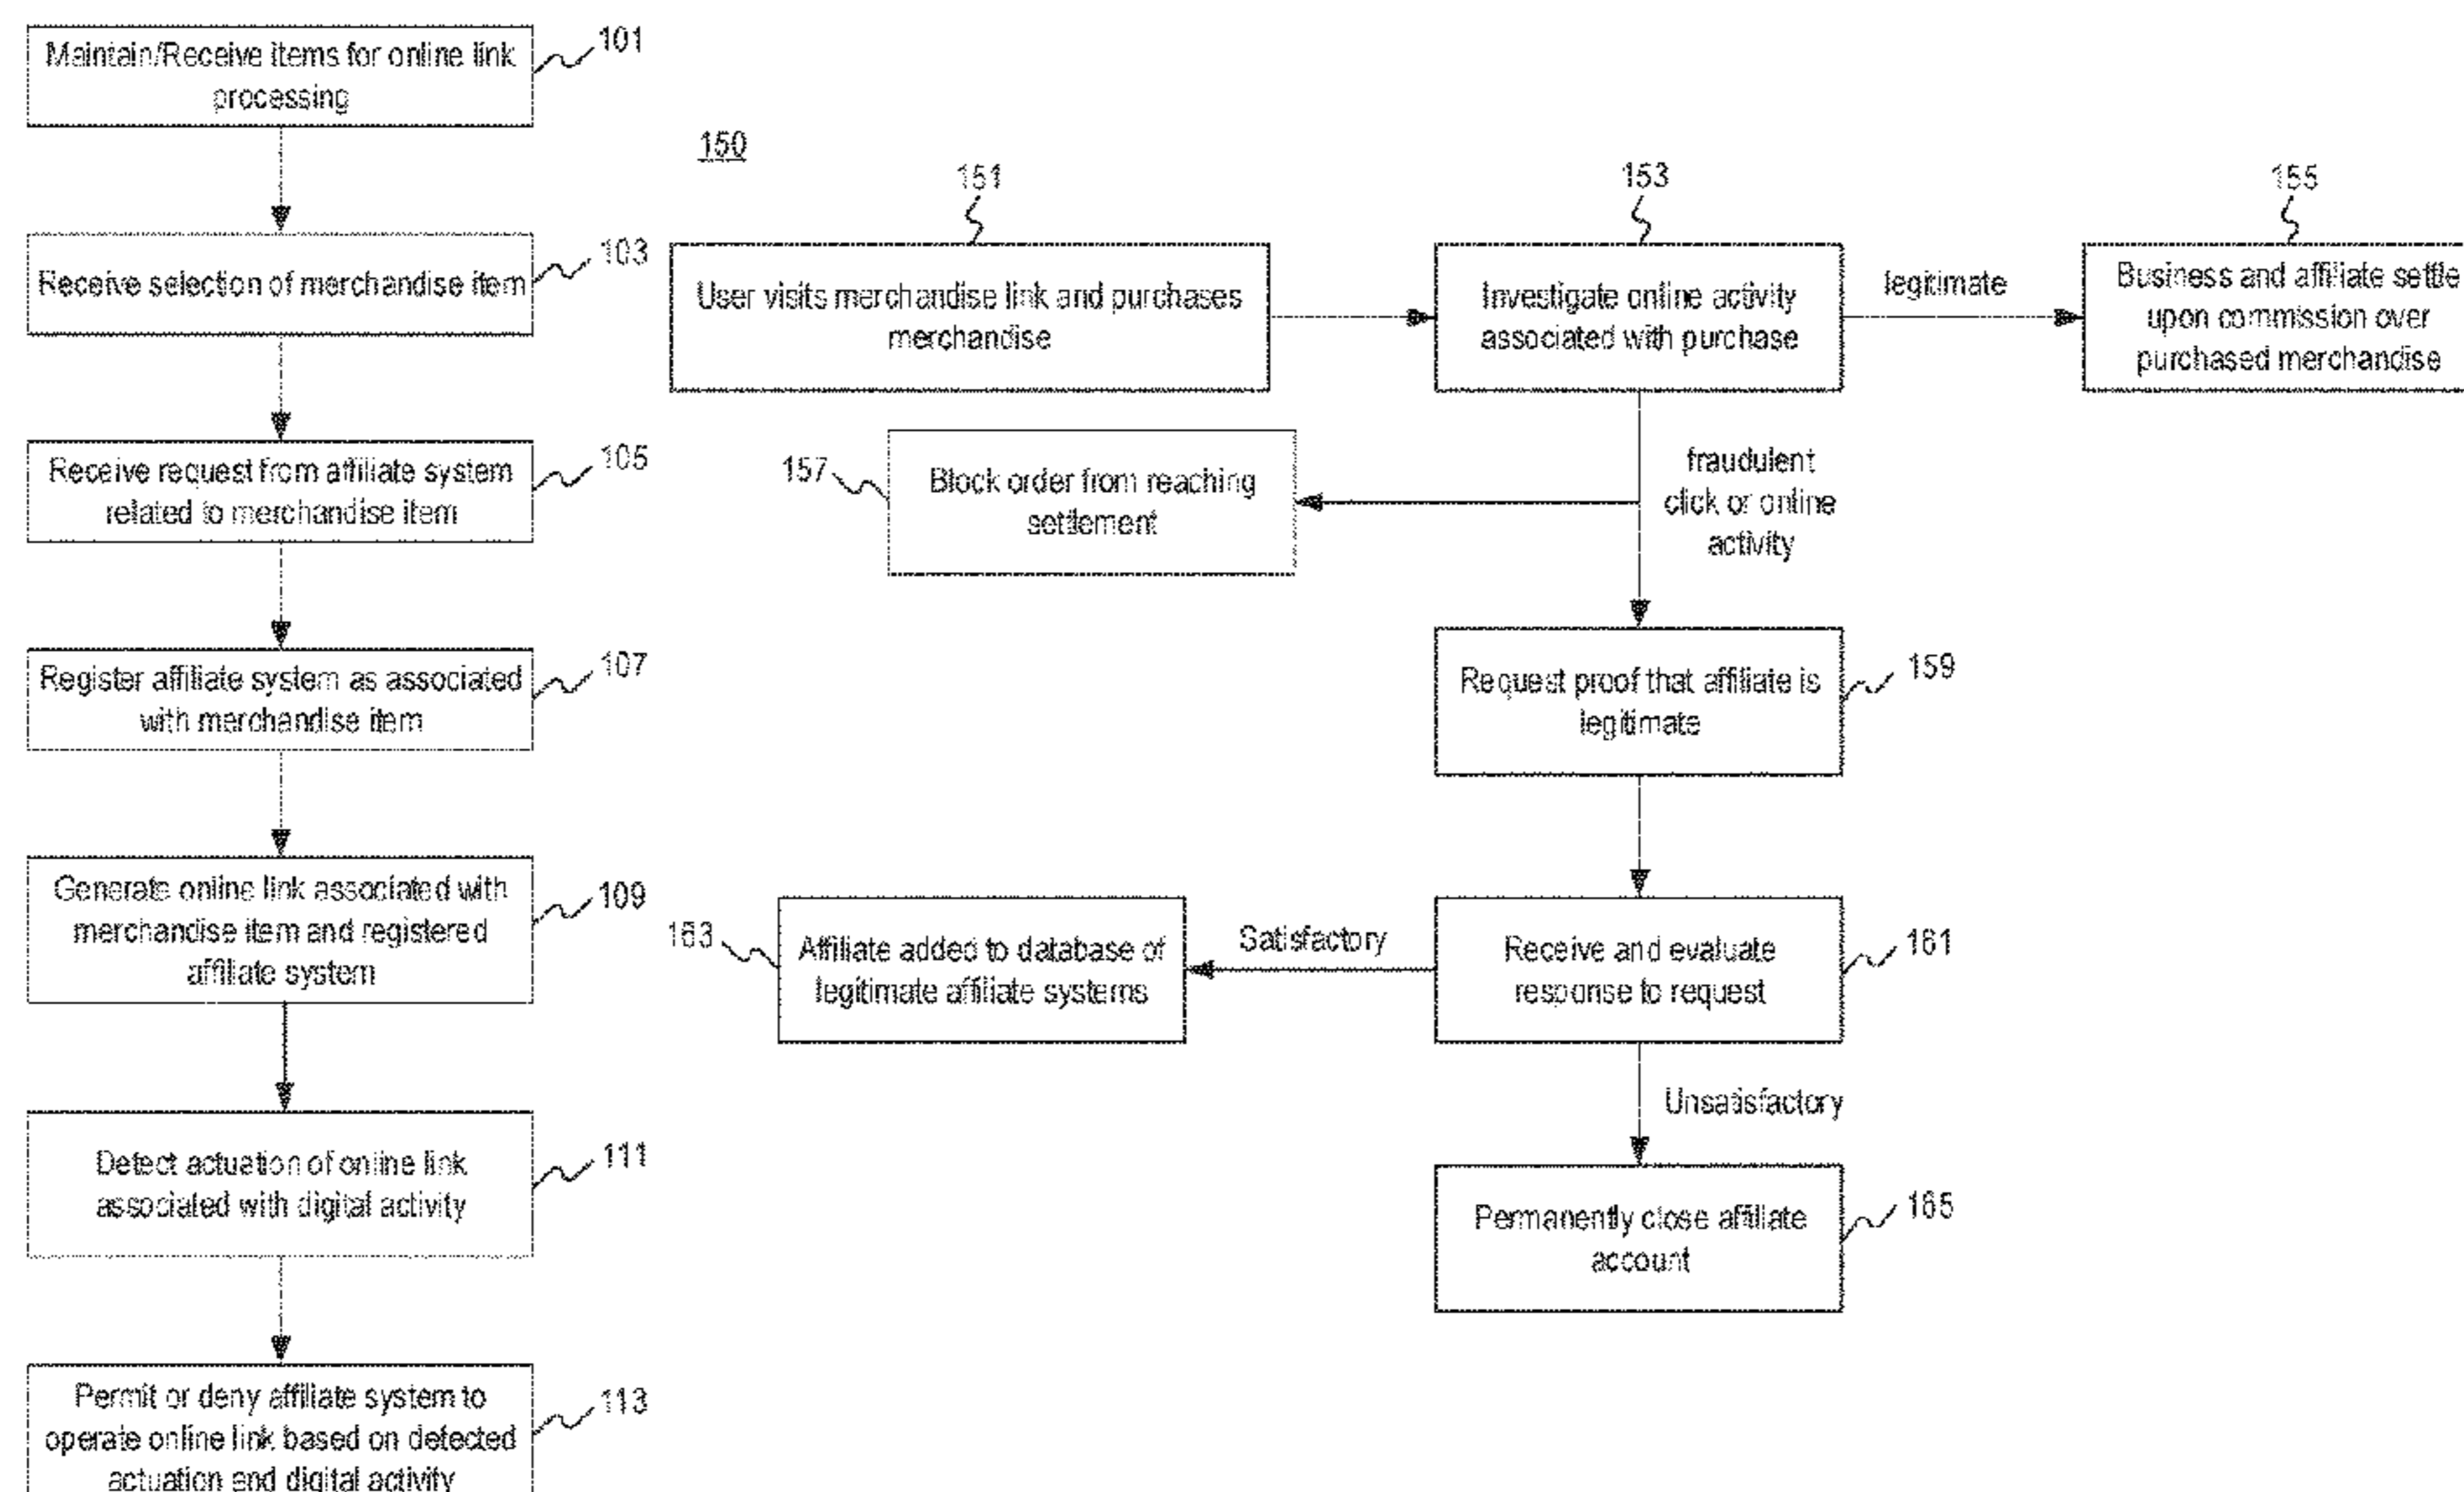 Maintain/Receive items for online link
processing
101
Receive selection of merchandise item
103
Receive request from affiliate system
related to merchandise item
105
Register affiliate system as associated
with merchandise item
107
Generate online link associated with
merchandise item and registered
affiliate system
109
Detect actuation of online link
associated with digital activity
111
Permit or deny affiliate system to
operate online link based on detected
actuation and digital activity
113
150
151
User visits merchandise link and purchases
merchandise
153
Investigate online activity
associated with purchase
legitimate
155
Business and affiliate settle
upon commission over
purchased merchandise
157
Block order from reaching
settlement
fraudulent
click or online
activity
Request proof that affiliate is
legitimate
159
163
Affiliate added to database of
legitimate affiliate systems
Satisfactory
Receive and evaluate
response to request
161
Unsatisfactory
Permanently close affiliate
account
165